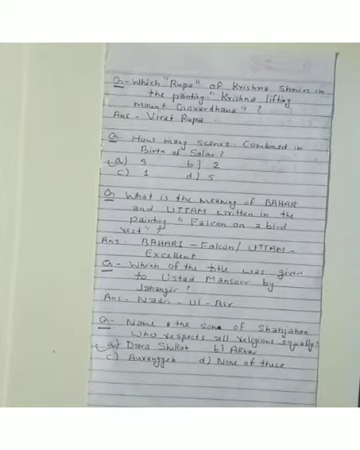 Q- Which "Rupa" of Krishna Shown in
the painting "Krishna lifting
mount Govardhana" ?
Ans - Virat Rupa
Q- How many scenes Combined in
Birth of Salim?
a) 3 b) 2
c) 1 d) 5
Q What is the meaning of BAHAR
and UTTAM written in the
painting "Falcon on a bird
rest" ?
Ans. BAHARI - Falcon/ UTTAM -
Excellent
Q- Which of the title was given
to Ustad Mansoor by
Jahangir?
Ans - Nadir - Ul - Asr
Q- Name the sons of Shahjahan
Who respects all religions equally
a) Dara Shikoh b) Akbar
c) Aurangzeb d) None of these